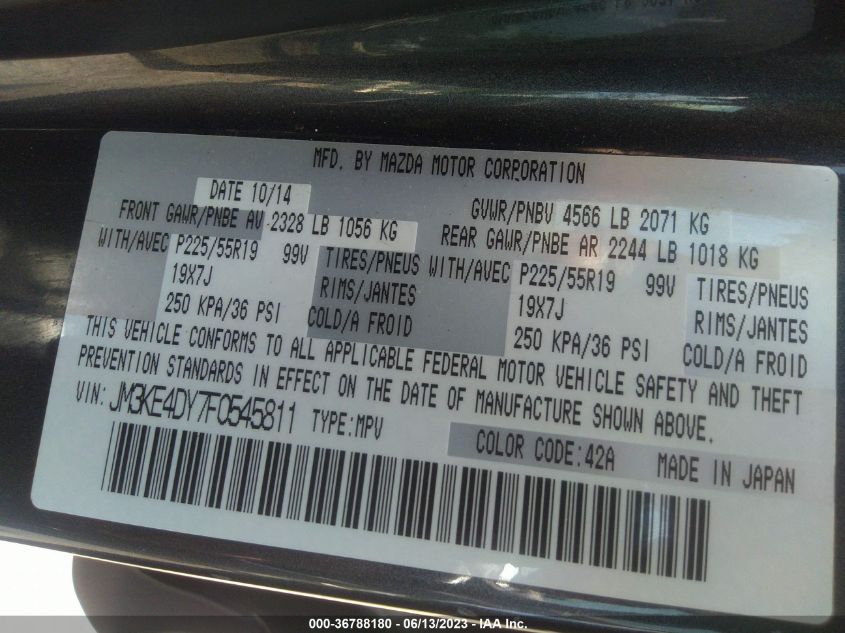 MFD. BY MAZDA MOTOR CORPORATION
DATE 10/14 GVWR/PNBV 4566 LB 2071 KG
FRONT GAWR/PNBE AV 2328 LB 1056 KG REAR GAWR/PNBE AR 2244 LB 1018 KG
WITH/AVEC P225/55R19 99V TIRES/PNEUS WITH/AVEC P225/55R19 99V TIRES/PNEUS
19X7J RIMS/JANTES 19X7J RIMS/JANTES
250 KPA/36 PSI COLD/A FROID 250 KPA/36 PSI COLD/A FROID
THIS VEHICLE CONFORMS TO ALL APPLICABLE FEDERAL MOTOR VEHICLE SAFETY AND THEFT
PREVENTION STANDARDS IN EFFECT ON THE DATE OF MANUFACTURE SHOWN ABOVE.
VIN: JM3KE4DY7F0545811 TYPE:MPV
COLOR CODE:42A MADE IN JAPAN
000-36788180 - 06/13/2023 - IAA Inc.